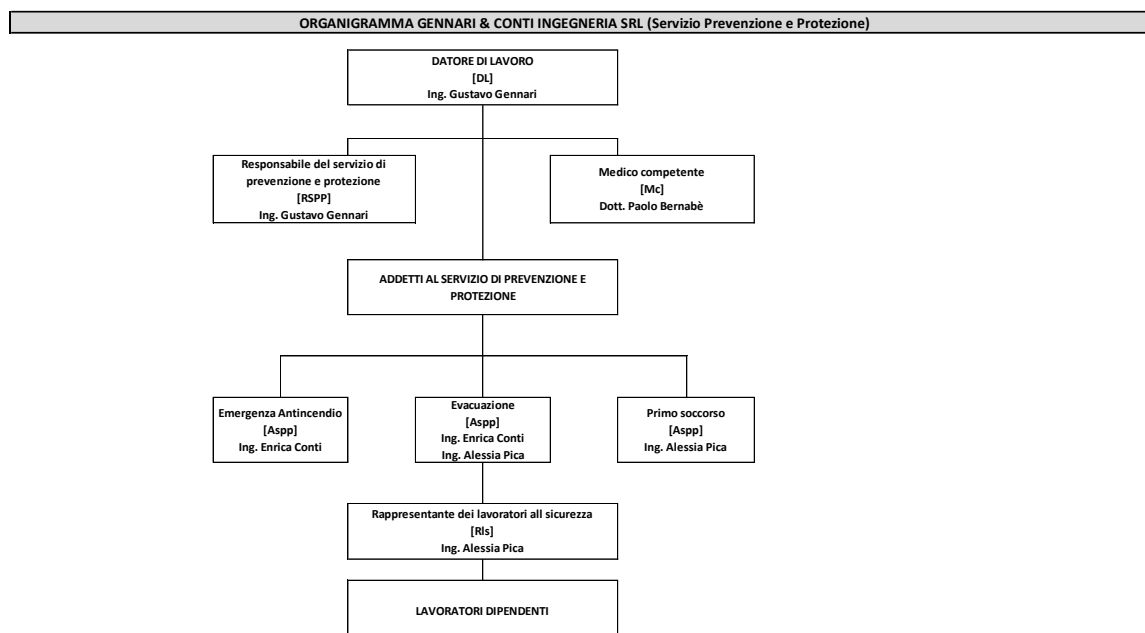 ORGANIGRAMMA GENNARI & CONTI INGEGNERIA SRL (Servizio Prevenzione e Protezione)
DATORE DI LAVORO
[DL]
Ing. Gustavo Gennari
Responsabile del servizio di
prevenzione e protezione
[RSPP]
Ing. Gustavo Gennari
Medico competente
[Mc]
Dott. Paolo Bernabè
ADDETTI AL SERVIZIO DI PREVENZIONE E
PROTEZIONE
Emergenza Antincendio
[Aspp]
Ing. Enrica Conti
Evacuazione
[Aspp]
Ing. Enrica Conti
Ing. Alessia Pica
Primo soccorso
[Aspp]
Ing. Alessia Pica
Rappresentante dei lavoratori all sicurezza
[Rls]
Ing. Alessia Pica
LAVORATORI DIPENDENTI